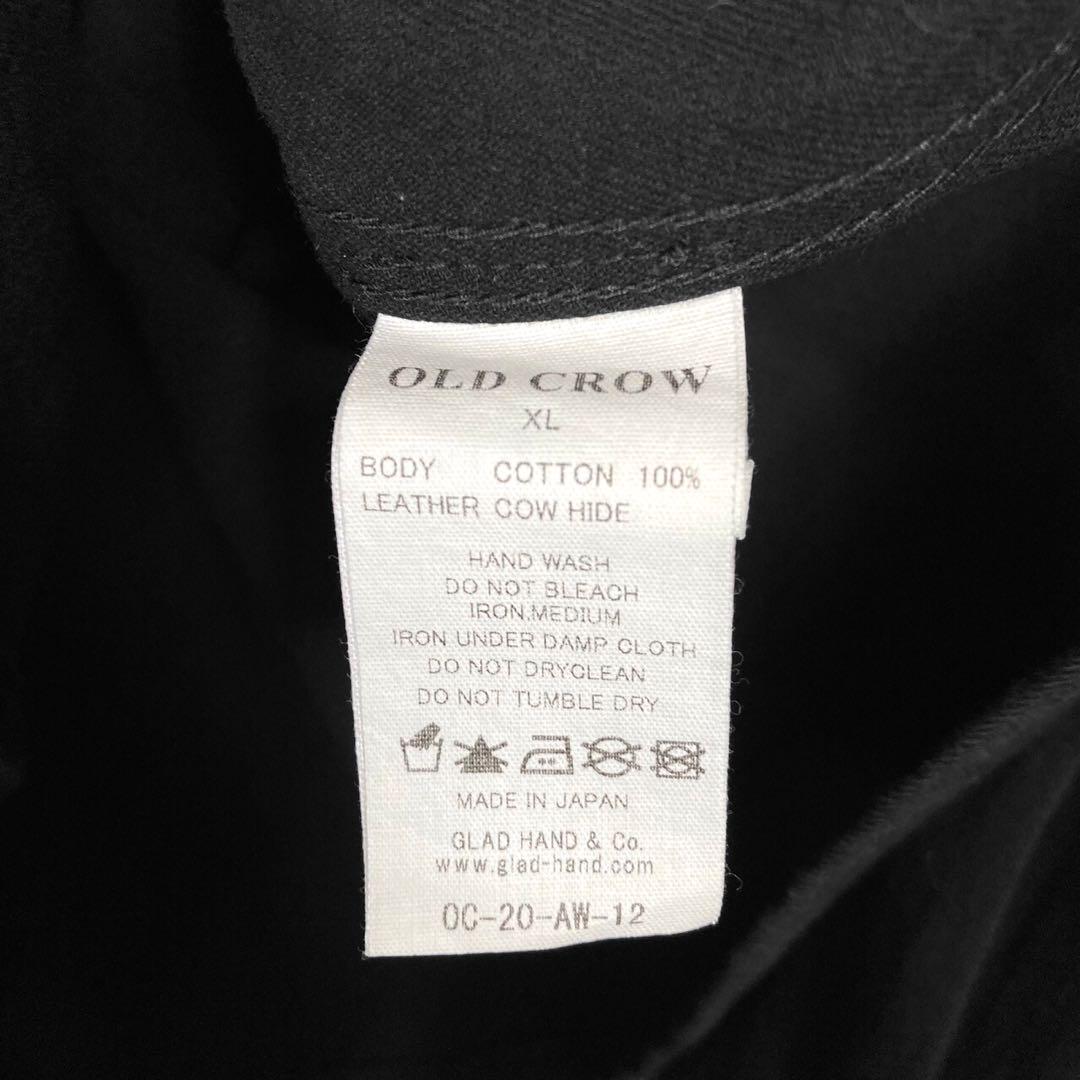 OLD CROW
XL
BODY COTTON 100%
LEATHER COW HIDE
HAND WASH
DO NOT BLEACH
IRON.MEDIUM
IRON UNDER DAMP CLOTH
DO NOT DRYCLEAN
DO NOT TUMBLE DRY
MADE IN JAPAN
GLAD HAND & Co.
www.glad-hand.com
OC-20-AW-12